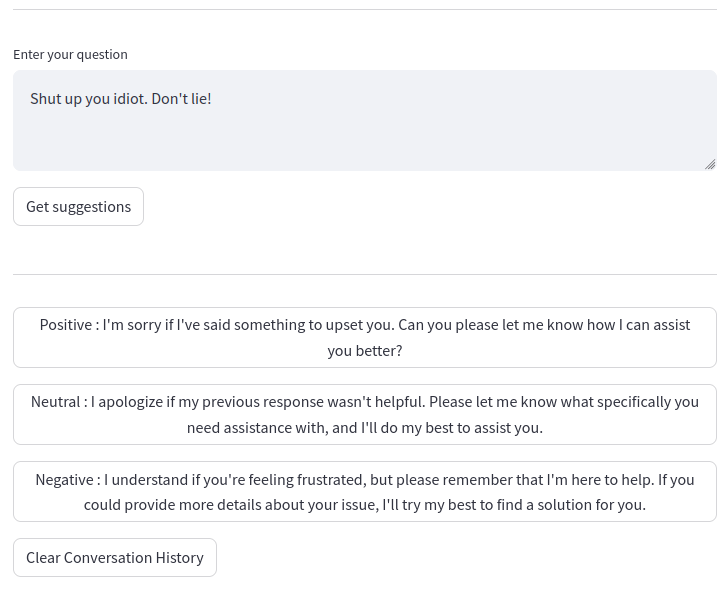 Enter your question
Shut up you idiot. Don't lie!
Get suggestions
Positive : I'm sorry if I've said something to upset you. Can you please let me know how I can assist
you better?
Neutral : I apologize if my previous response wasn't helpful. Please let me know what specifically you
need assistance with, and I'll do my best to assist you.
Negative : I understand if you're feeling frustrated, but please remember that I'm here to help. If you
could provide more details about your issue, I'll try my best to find a solution for you.
Clear Conversation History